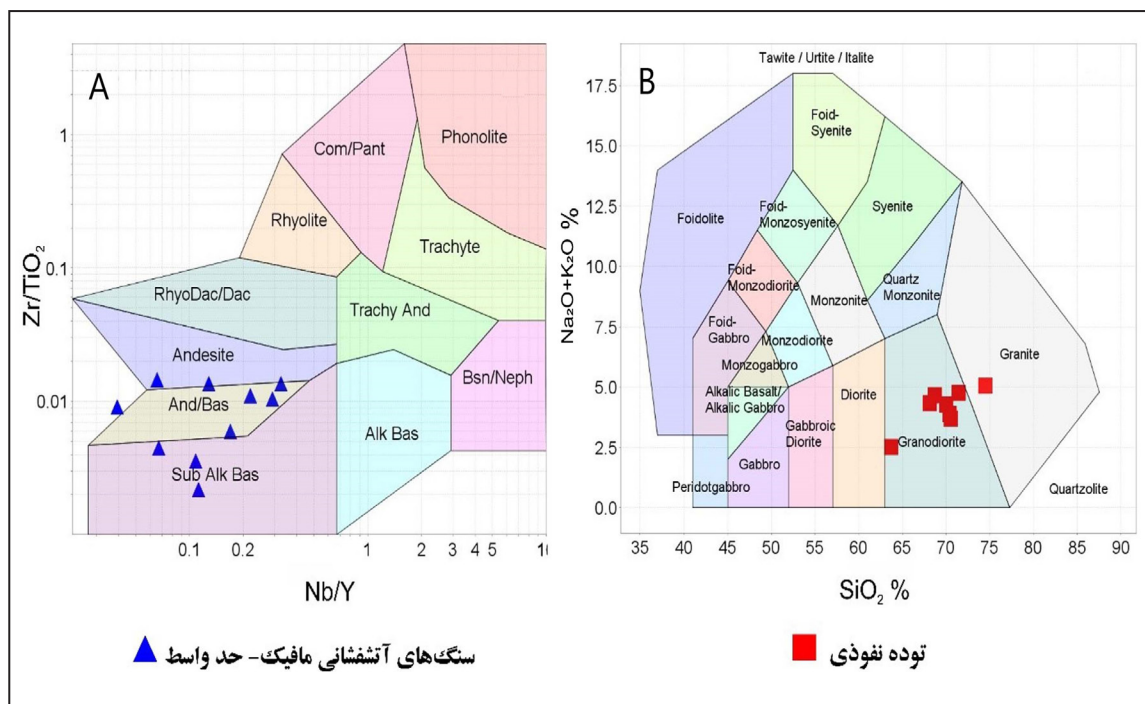 A
Phonolite
Com/Pant
Rhyolite
Trachyte
RhyoDac/Dac
Trachy And
Andesite
Bsn/Neph
And/Bas
Alk Bas
Sub Alk Bas
Zr/TiO₂
1
0.1
0.01
0.1 0.2 1 2 3 4 5 10
Nb/Y
سنگ‌های آتشفشانی مافیک- حد واسط
B
Tawite / Urtite / Italite
Foid-
Syenite
Foidolite
Foid-
Monzosyenite
Syenite
Foid-
Monzodiorite
Monzonite
Quartz
Monzonite
Foid-
Gabbro
Monzodiorite
Monzogabbro
Granite
Alkalic Basalt/
Alkalic Gabbro
Gabbroic
Diorite
Diorite
Granodiorite
Gabbro
Peridotgabbro
Quartzolite
Na₂O+K₂O %
17.5
15.0
12.5
10.0
7.5
5.0
2.5
0.0
35 40 45 50 55 60 65 70 75 80 85 90
SiO₂ %
توده نفوذی